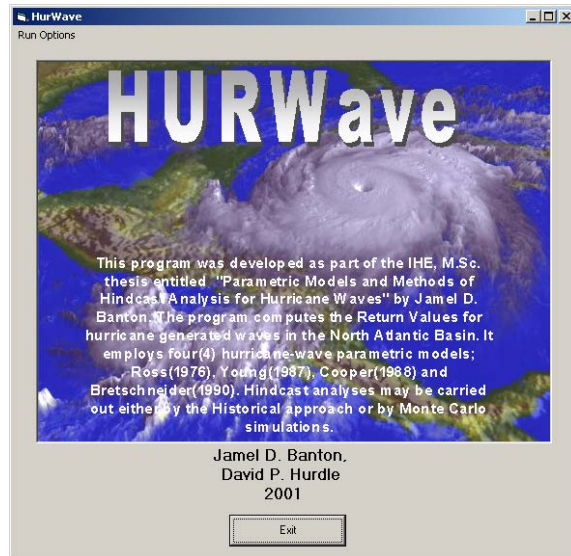 HurWave
Run Options
HURWave
This program was developed as part of the IHE, M.Sc.
thesis entitled "Parametric Models and Methods of
Hindcast Analysis for Hurricane Waves" by Jamel D.
Banton. The program computes the Return Values for
hurricane generated waves in the North Atlantic Basin. It
employs four(4) hurricane-wave parametric models;
Ross(1976), Young(1987), Cooper(1988) and
Bretschneider(1990). Hindcast analyses may be carried
out either by the Historical approach or by Monte Carlo
simulations.
Jamel D. Banton,
David P. Hurdle
2001
Exit